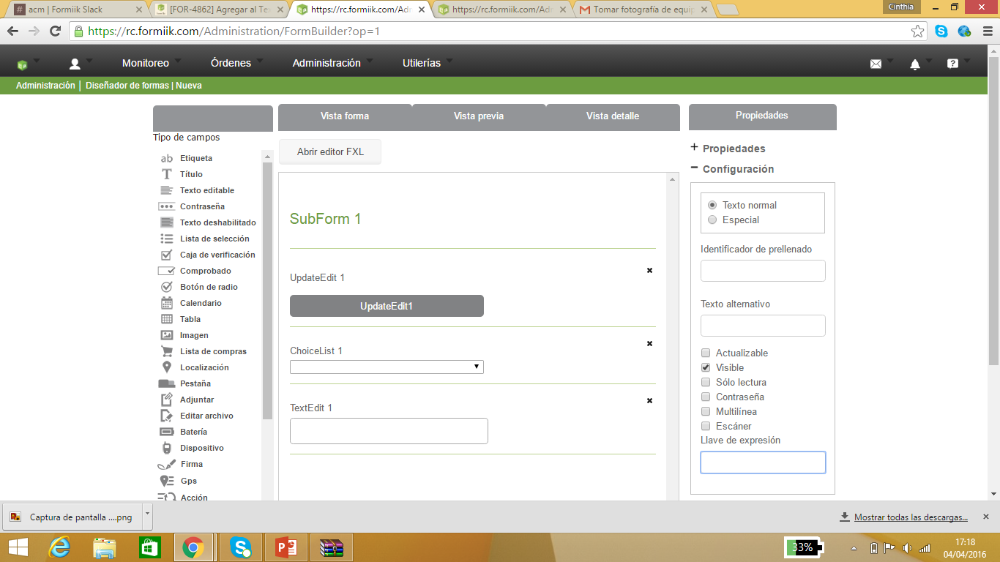 acm | Formiik Slack
[FOR-4862] Agregar al Tex
https://rc.formiik.com/Adm
https://rc.formiik.com/Adm
Tomar fotografía de equip
Cinthia
https://rc.formiik.com/Administration/FormBuilder?op=1
Monitoreo
Órdenes
Administración
Utilerías
Administración | Diseñador de formas | Nueva
Tipo de campos
ab Etiqueta
Título
Texto editable
Contraseña
Texto deshabilitado
Lista de selección
Caja de verificación
Comprobado
Botón de radio
Calendario
Tabla
Imagen
Lista de compras
Localización
Pestaña
Adjuntar
Editar archivo
Batería
Dispositivo
Firma
Gps
Acción
Vista forma
Vista previa
Vista detalle
Abrir editor FXL
SubForm 1
UpdateEdit 1
UpdateEdit1
ChoiceList 1
TextEdit 1
Propiedades
+ Propiedades
− Configuración
Texto normal
Especial
Identificador de prellenado
Texto alternativo
Actualizable
Visible
Sólo lectura
Contraseña
Multilínea
Escáner
Llave de expresión
Captura de pantalla ....png
Mostrar todas las descargas...
33%
17:18
04/04/2016